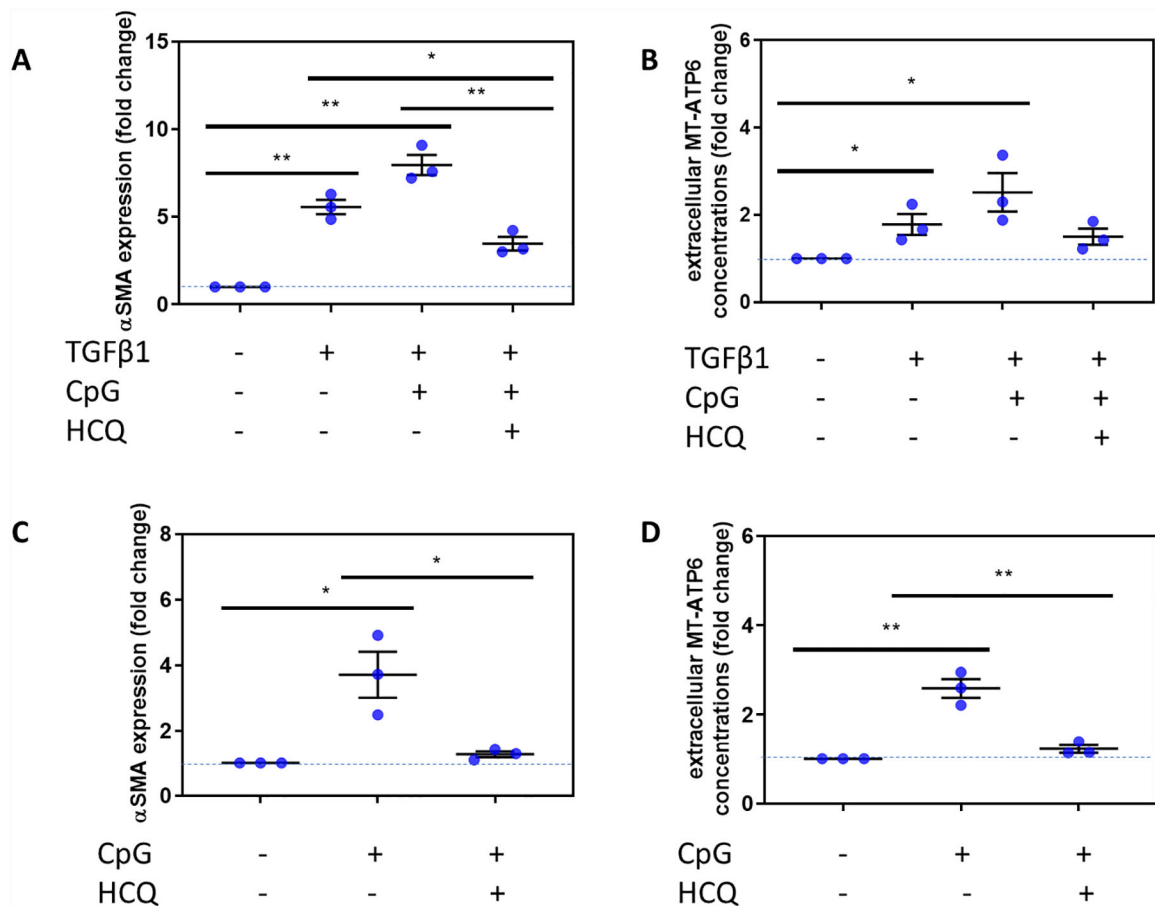 A
αSMA expression (fold change)
15
10
5
0
*
**
**
**
TGFβ1 - + + +
CpG - - + +
HCQ - - - +
B
extracellular MT-ATP6
concentrations (fold change)
6
4
2
0
*
*
TGFβ1 - + + +
CpG - - + +
HCQ - - - +
C
αSMA expression (fold change)
8
6
4
2
0
*
*
CpG - + +
HCQ - - +
D
extracellular MT-ATP6
concentrations (fold change)
6
4
2
0
**
**
CpG - + +
HCQ - - +